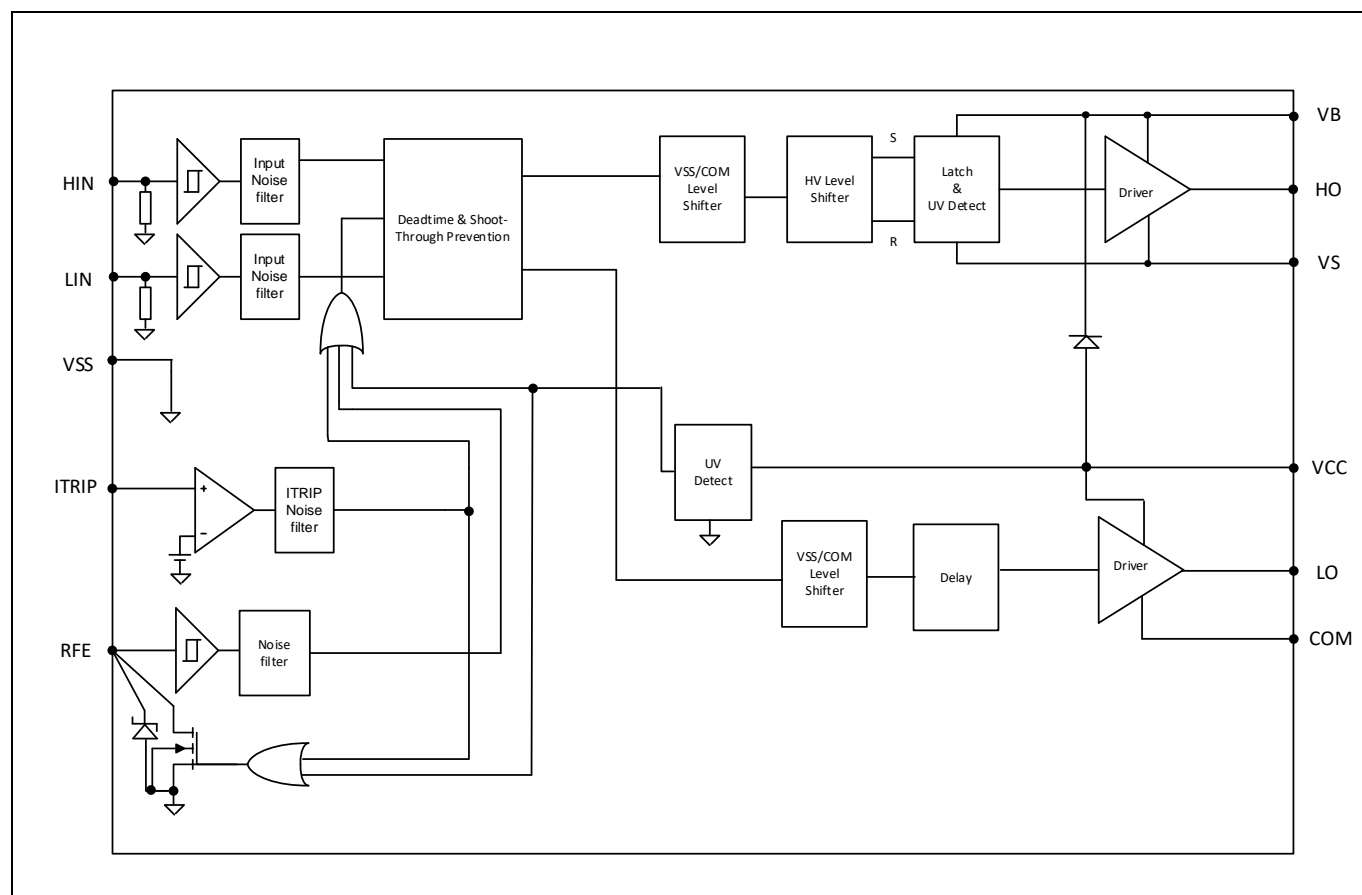 VB
HIN
Input
Noise
filter
Deadtime & Shoot-
Through Prevention
VSS/COM
Level
Shifter
HV Level
Shifter
S
R
Latch
&
UV Detect
Driver
HO
LIN
Input
Noise
filter
VS
VSS
ITRIP
+
-
ITRIP
Noise
filter
UV
Detect
VCC
VSS/COM
Level
Shifter
Delay
Driver
LO
COM
RFE
Noise
filter